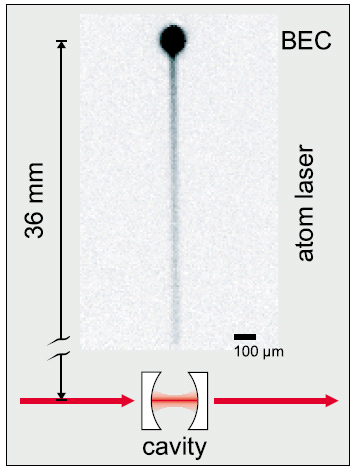 BEC
36 mm
atom laser
100 µm
cavity